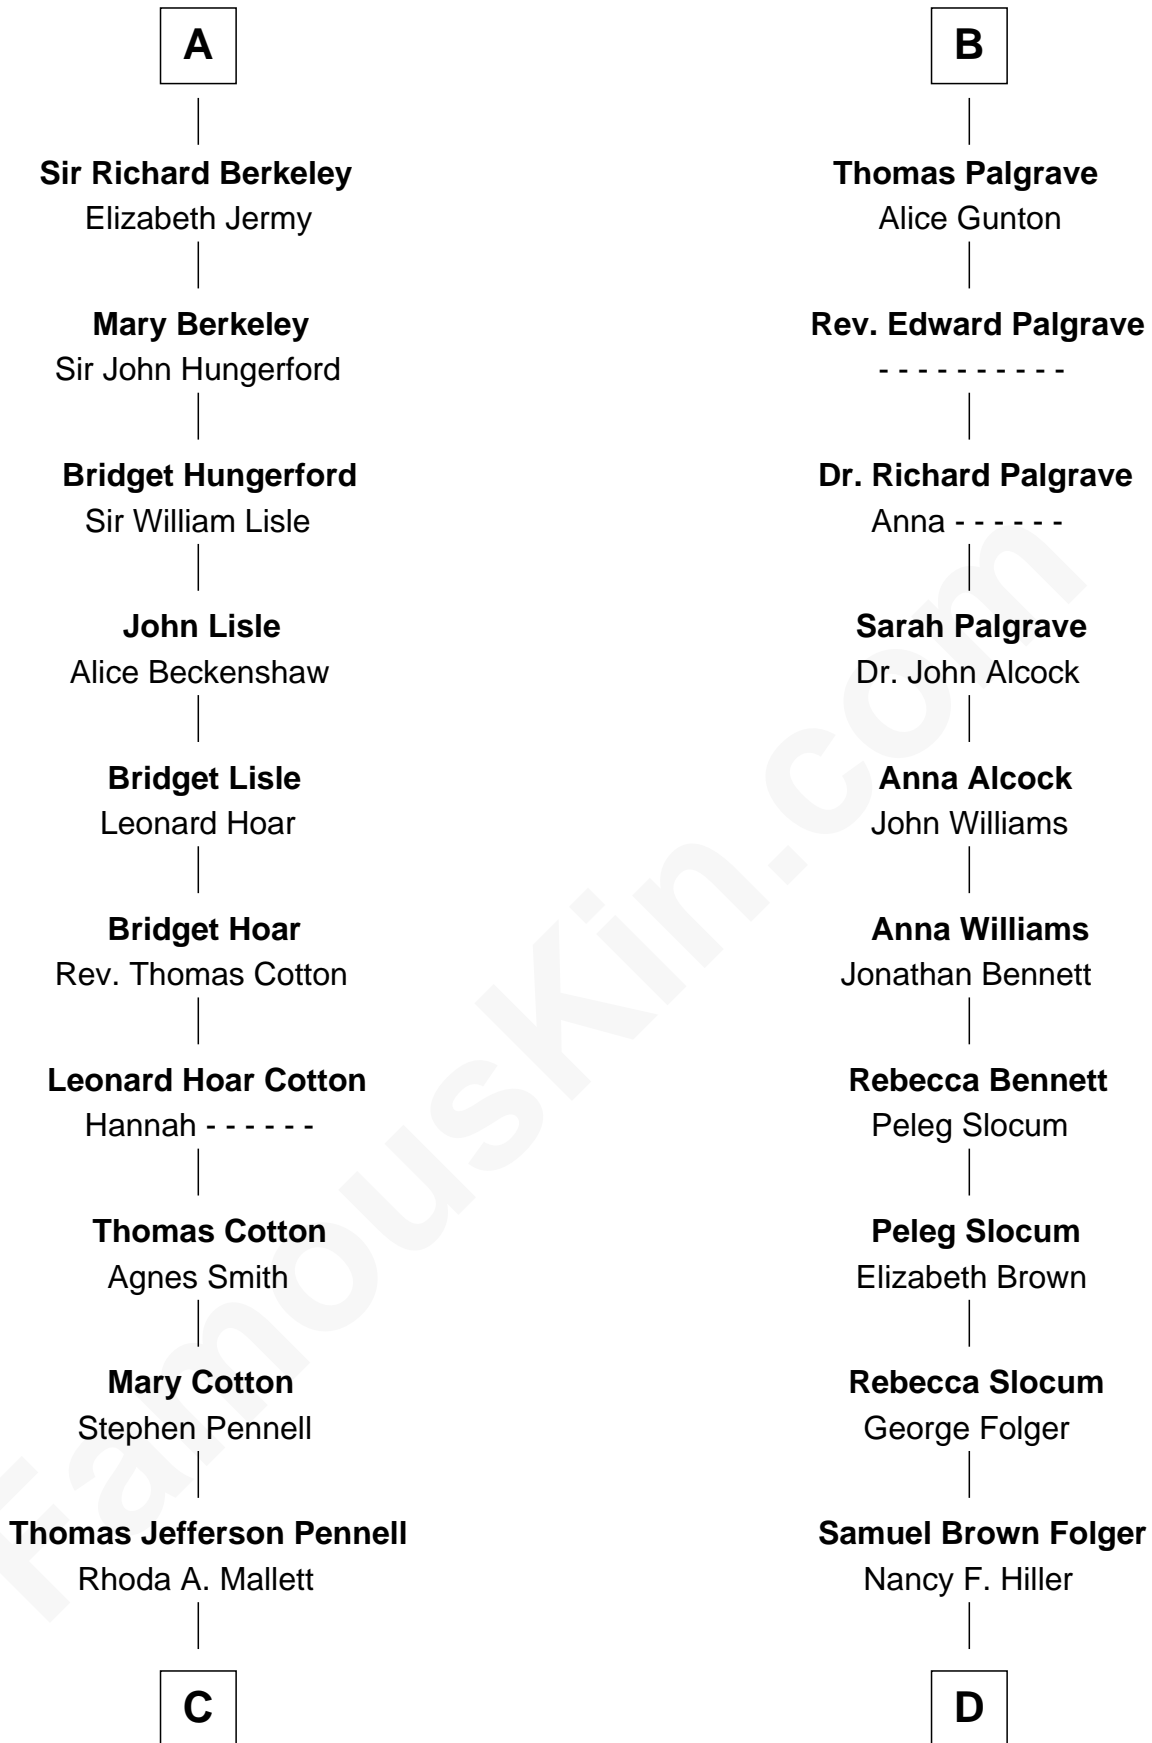 A
Sir Richard Berkeley
Elizabeth Jermy
Mary Berkeley
Sir John Hungerford
Bridget Hungerford
Sir William Lisle
John Lisle
Alice Beckenshaw
Bridget Lisle
Leonard Hoar
Bridget Hoar
Rev. Thomas Cotton
Leonard Hoar Cotton
Hannah - - - - - -
Thomas Cotton
Agnes Smith
Mary Cotton
Stephen Pennell
Thomas Jefferson Pennell
Rhoda A. Mallett
C
B
Thomas Palgrave
Alice Gunton
Rev. Edward Palgrave
- - - - - - - - - -
Dr. Richard Palgrave
Anna - - - - - -
Sarah Palgrave
Dr. John Alcock
Anna Alcock
John Williams
Anna Williams
Jonathan Bennett
Rebecca Bennett
Peleg Slocum
Peleg Slocum
Elizabeth Brown
Rebecca Slocum
George Folger
Samuel Brown Folger
Nancy F. Hiller
D
FamousKin.com